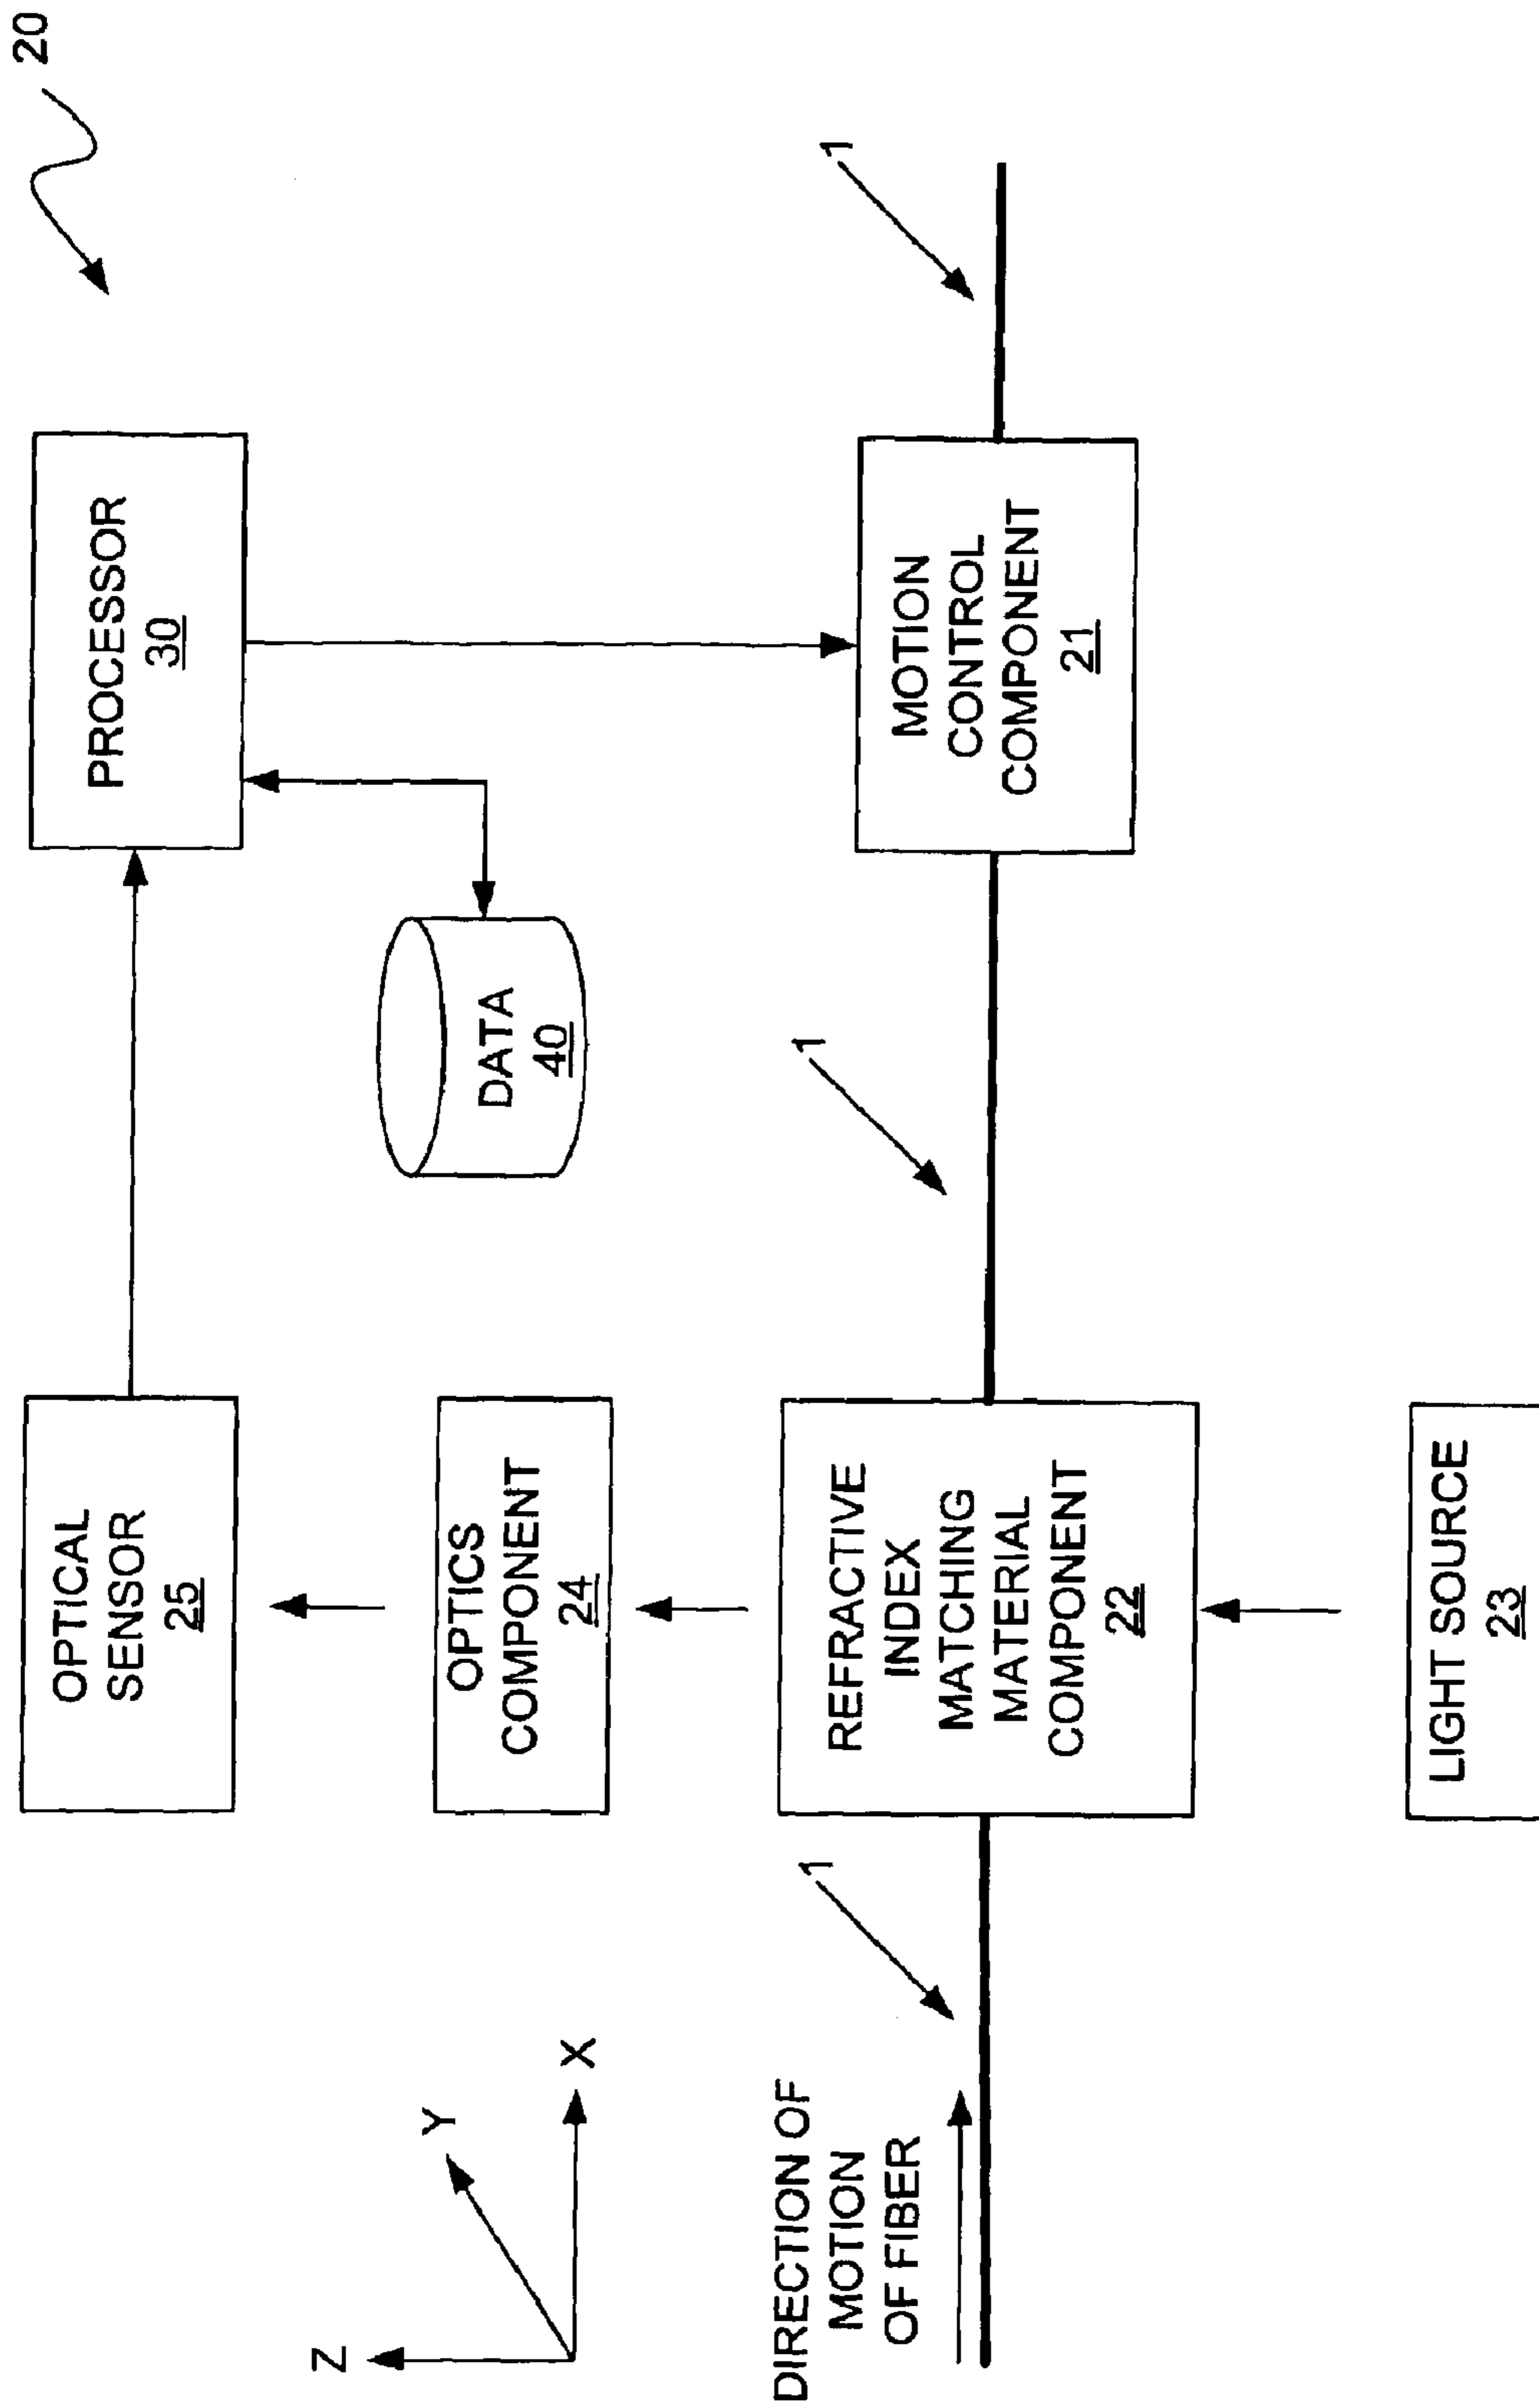 20
OPTICAL
SENSOR
25
PROCESSOR
30
OPTICS
COMPONENT
24
DATA
40
Z
Y
X
DIRECTION OF
MOTION
OF FIBER
1
REFRACTIVE
INDEX
MATCHING
MATERIAL
COMPONENT
22
1
MOTION
CONTROL
COMPONENT
21
1
LIGHT SOURCE
23